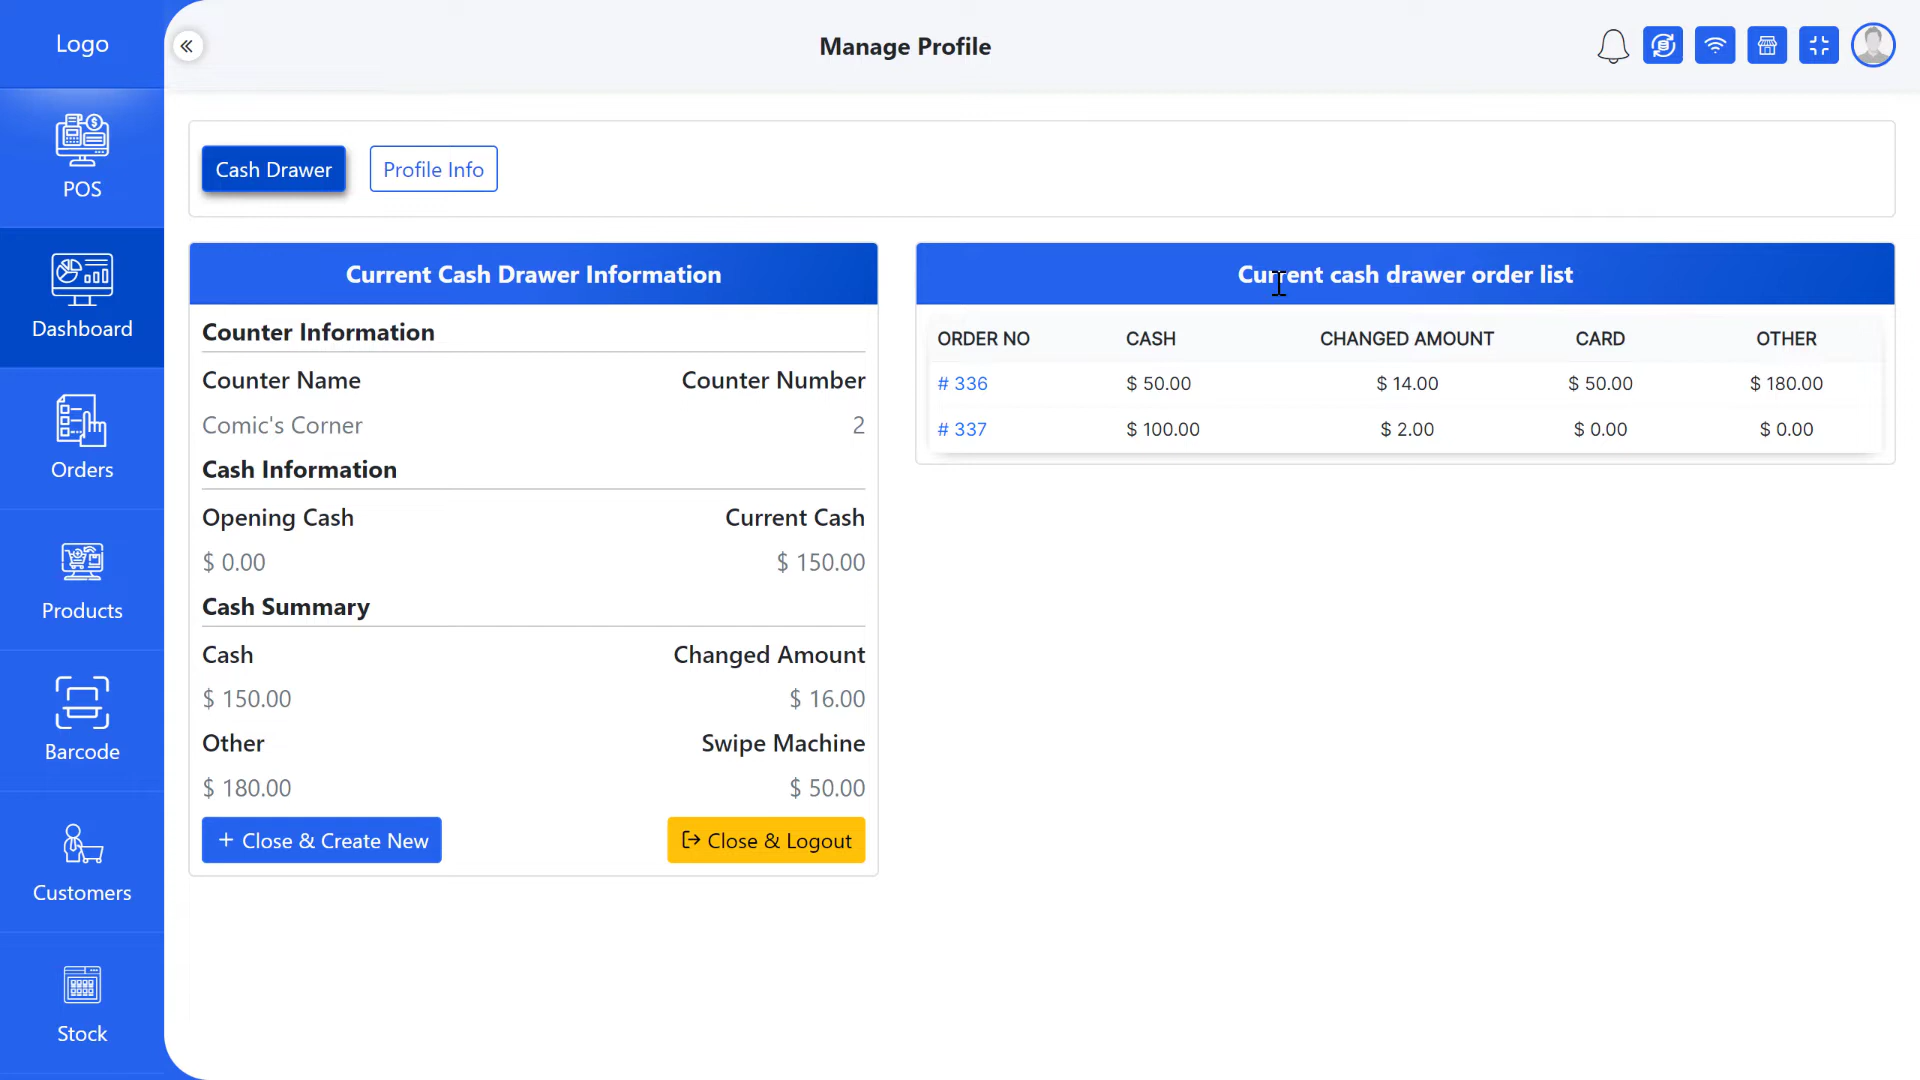 Logo
Manage Profile
POS
Dashboard
Orders
Products
Barcode
Customers
Stock
Cash Drawer
Profile Info
Current Cash Drawer Information
Counter Information
Counter Name Counter Number
Comic's Corner 2
Cash Information
Opening Cash Current Cash
$ 0.00 $ 150.00
Cash Summary
Cash Changed Amount
$ 150.00 $ 16.00
Other Swipe Machine
$ 180.00 $ 50.00
+ Close & Create New Close & Logout
Current cash drawer order list
ORDER NO CASH CHANGED AMOUNT CARD OTHER
# 336 $ 50.00 $ 14.00 $ 50.00 $ 180.00
# 337 $ 100.00 $ 2.00 $ 0.00 $ 0.00